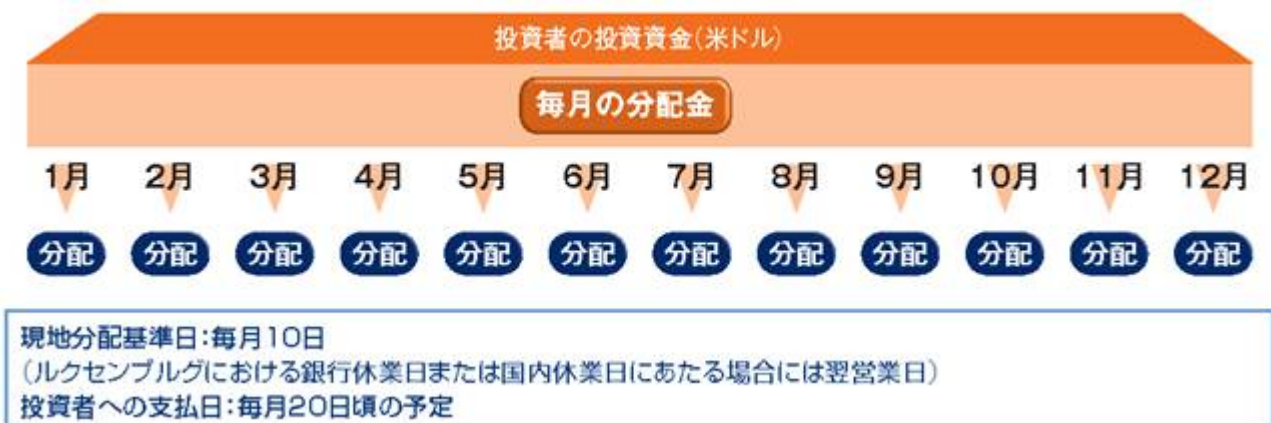 投資者の投資資金(米ドル)
毎月の分配金
1月 2月 3月 4月 5月 6月 7月 8月 9月 10月 11月 12月
分配 分配 分配 分配 分配 分配 分配 分配 分配 分配 分配 分配
現地分配基準日:毎月10日
(ルクセンブルグにおける銀行休業日または国内休業日にあたる場合には翌営業日)
投資者への支払日:毎月20日頃の予定